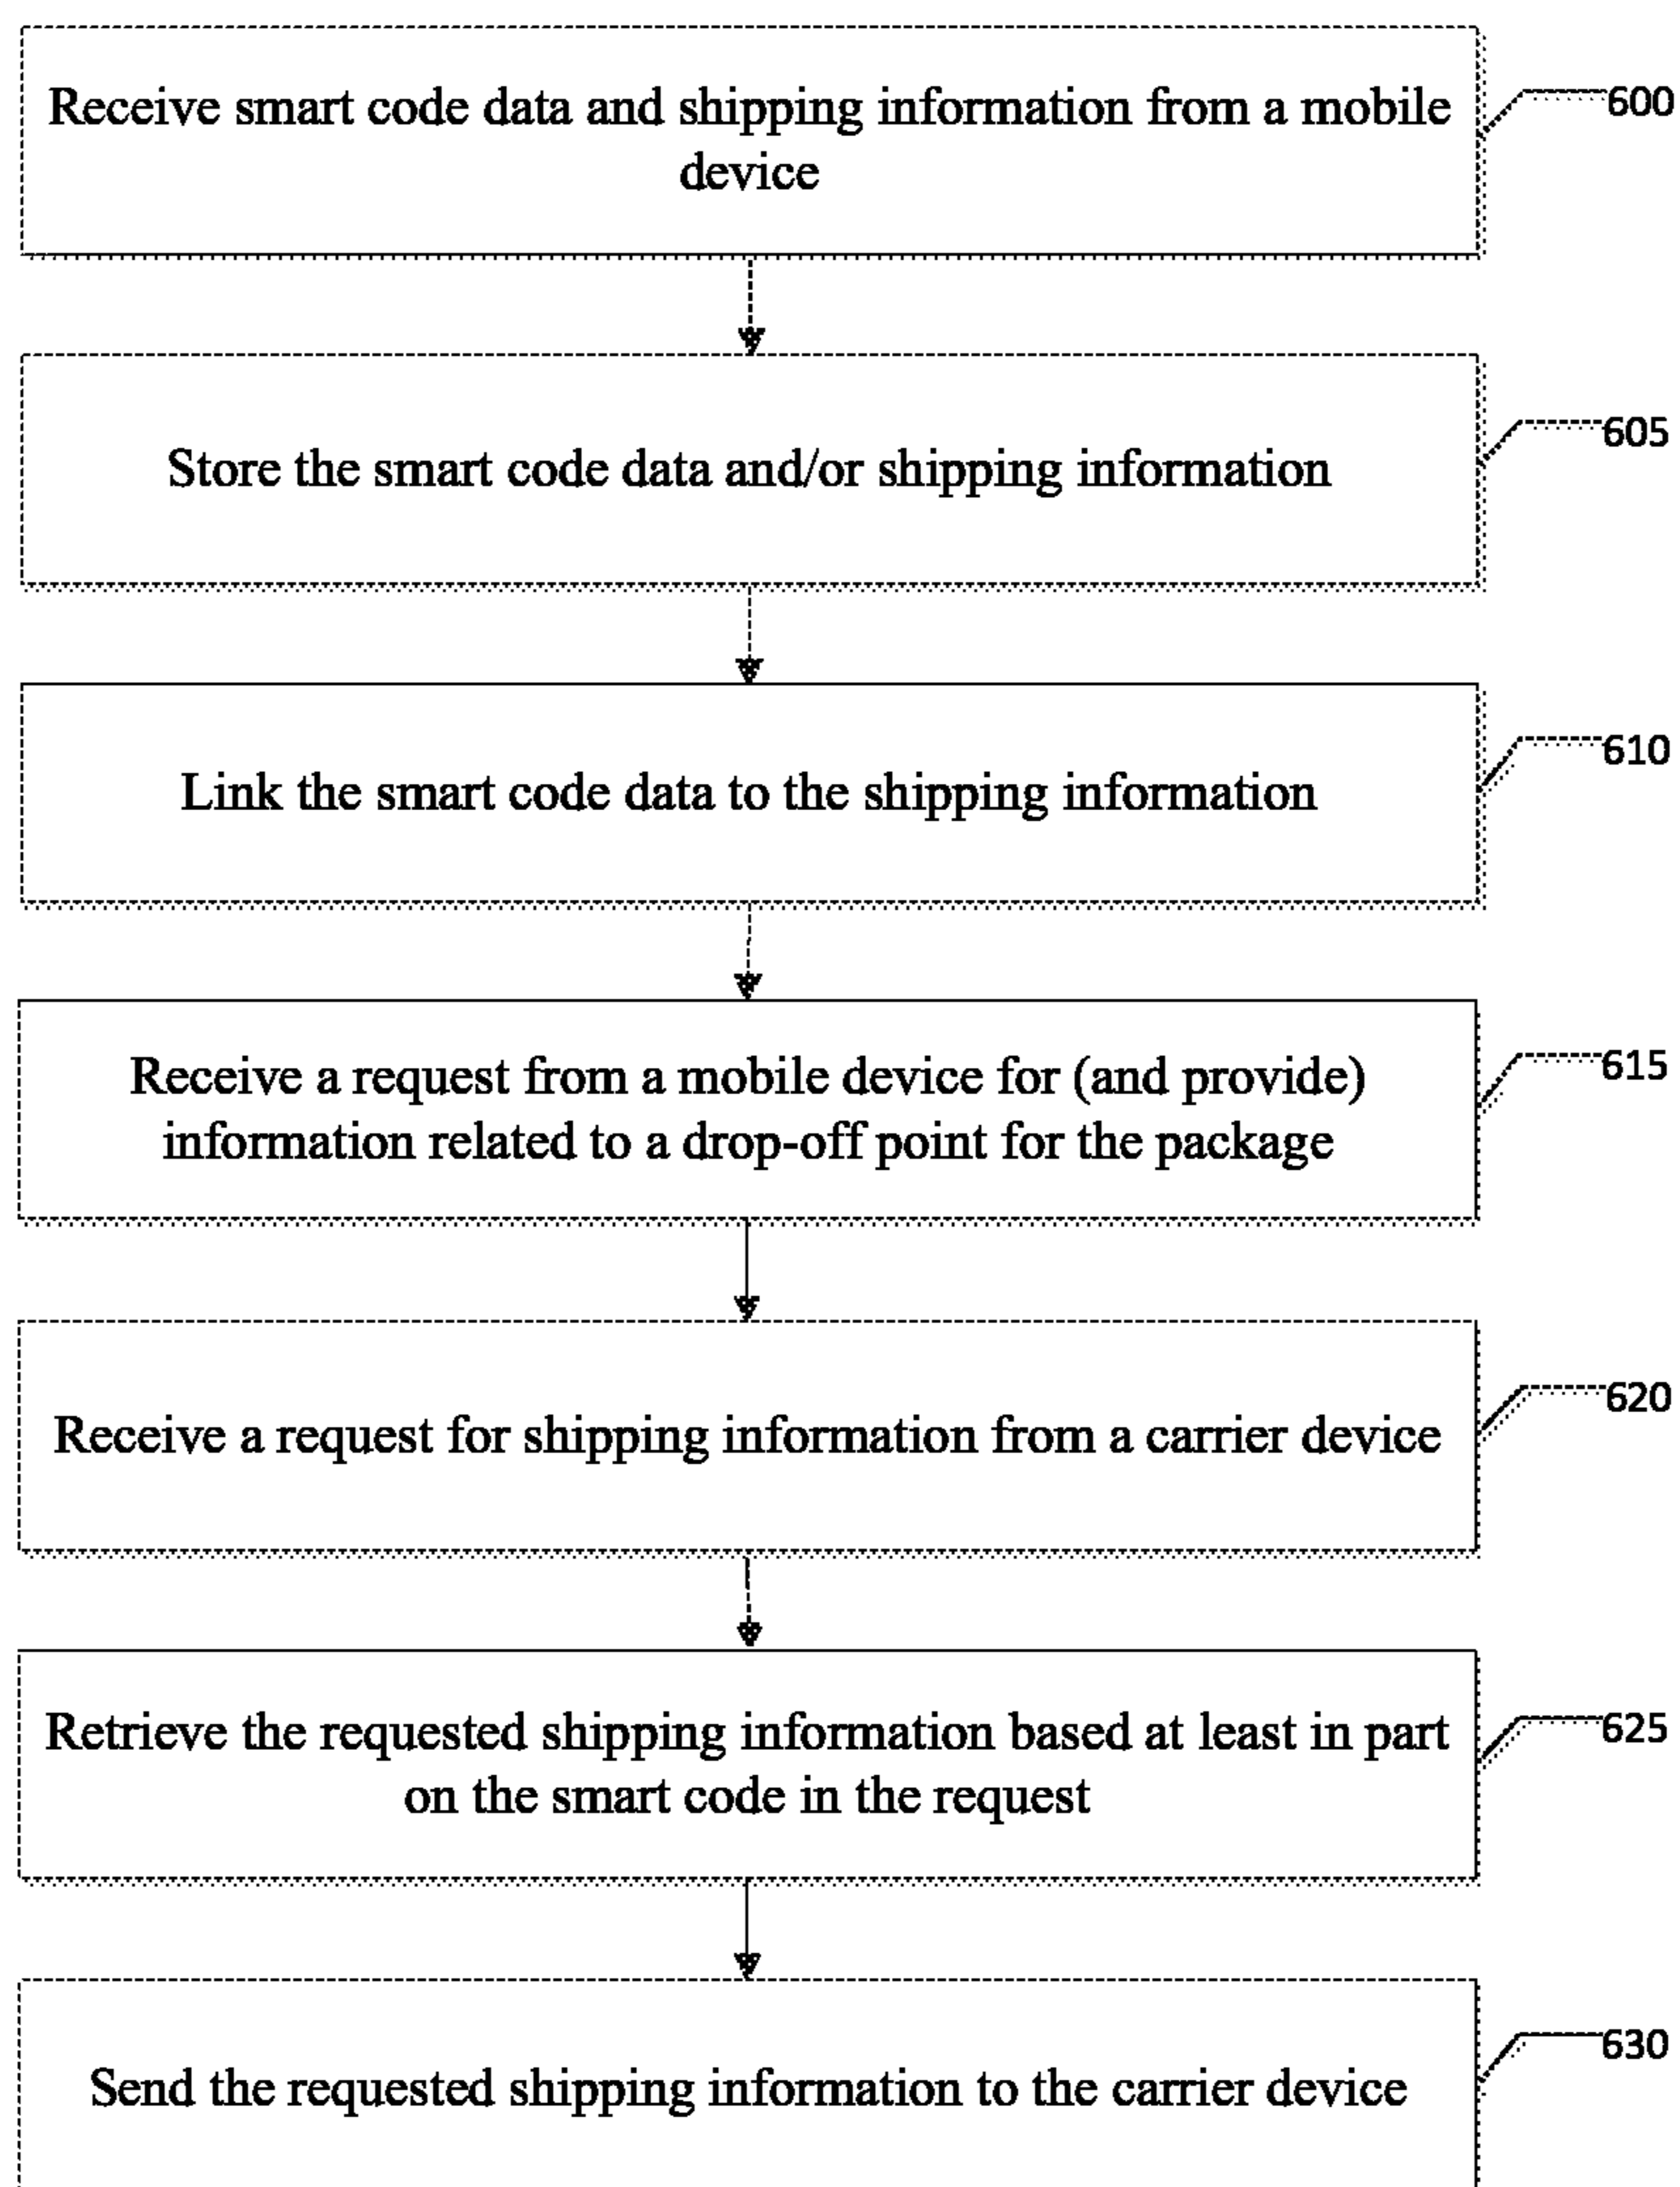 Receive smart code data and shipping information from a mobile
device
600
Store the smart code data and/or shipping information
605
Link the smart code data to the shipping information
610
Receive a request from a mobile device for (and provide)
information related to a drop-off point for the package
615
Receive a request for shipping information from a carrier device
620
Retrieve the requested shipping information based at least in part
on the smart code in the request
625
Send the requested shipping information to the carrier device
630